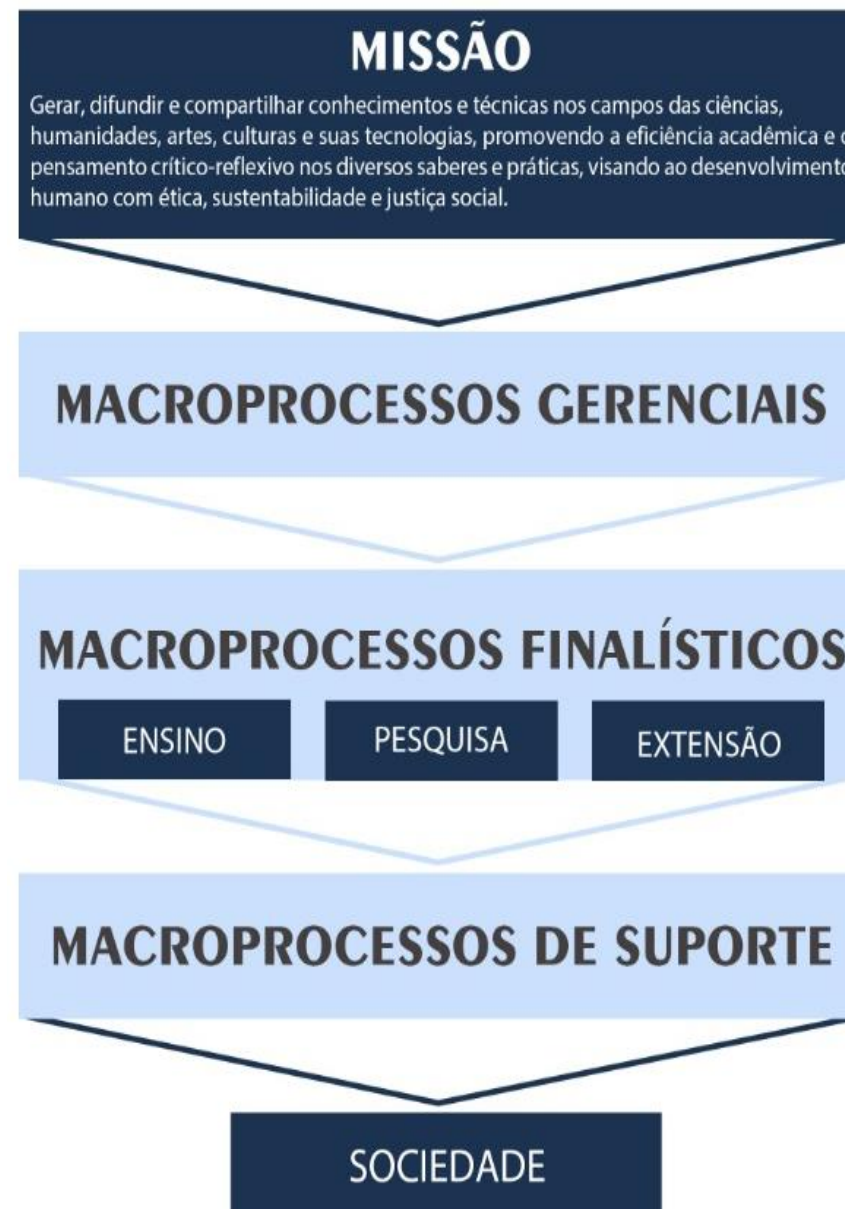 MISSÃO
Gerar, difundir e compartilhar conhecimentos e técnicas nos campos das ciências,
humanidades, artes, culturas e suas tecnologias, promovendo a eficiência acadêmica e o
pensamento crítico-reflexivo nos diversos saberes e práticas, visando ao desenvolvimento
humano com ética, sustentabilidade e justiça social.
MACROPROCESSOS GERENCIAIS
MACROPROCESSOS FINALÍSTICOS
ENSINO PESQUISA EXTENSÃO
MACROPROCESSOS DE SUPORTE
SOCIEDADE